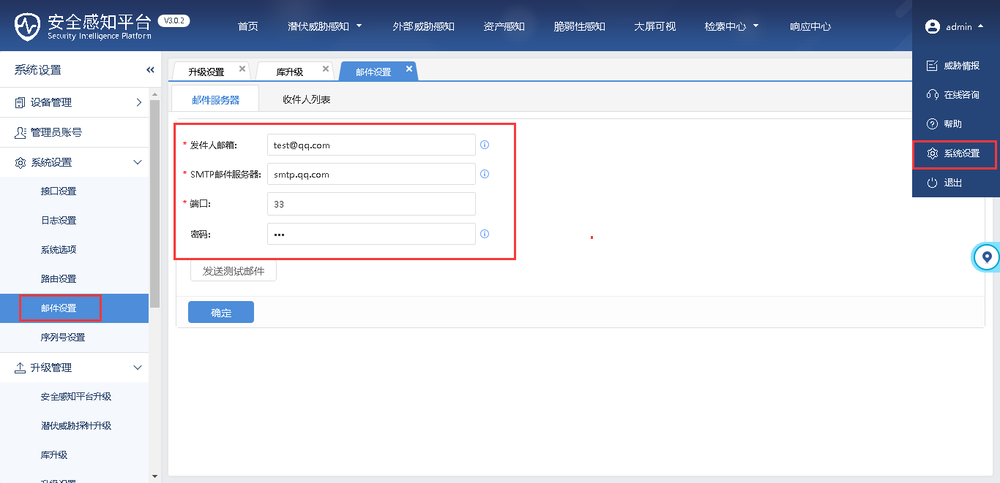 安全感知平台 V3.0.2
Security Intelligence Platform
首页 潜伏威胁感知 外部威胁感知 资产感知 脆弱性感知 大屏可视 检索中心 响应中心 admin
威胁情报
在线咨询
帮助
系统设置
退出
系统设置
设备管理
管理员账号
系统设置
接口设置
日志设置
系统选项
路由设置
邮件设置
序列号设置
升级管理
安全感知平台升级
潜伏威胁探针升级
库升级
升级设置
升级设置 库升级 邮件设置
邮件服务器 收件人列表
* 发件人邮箱: test@qq.com
* SMTP邮件服务器: smtp.qq.com
* 端口: 33
密码: •••
发送测试邮件
确定